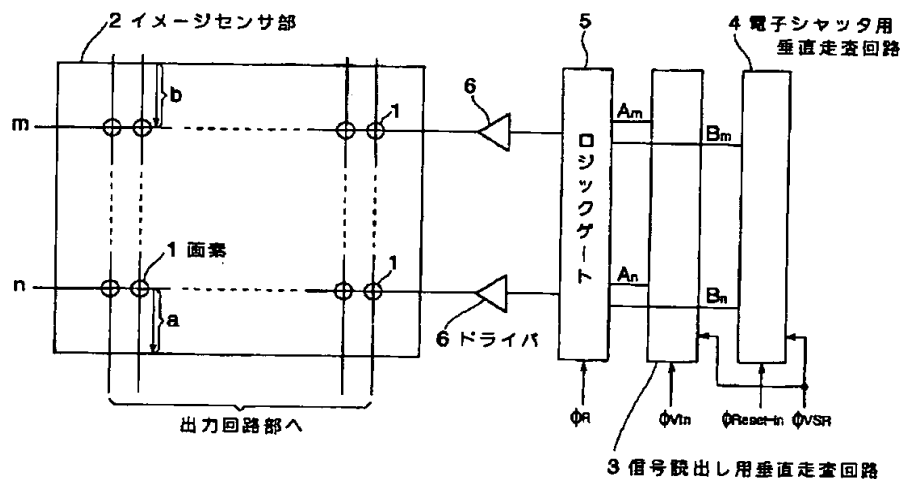 2 イメージセンサ部
5
4 電子シャッタ用
垂直走査回路
b
6
1
Am
m
Bm
ロジックゲート
1 画素
1
An
n
Bn
a
6 ドライバ
出力回路部へ
φR
φVIn
φReset-In
φVSR
3 信号読出し用垂直走査回路